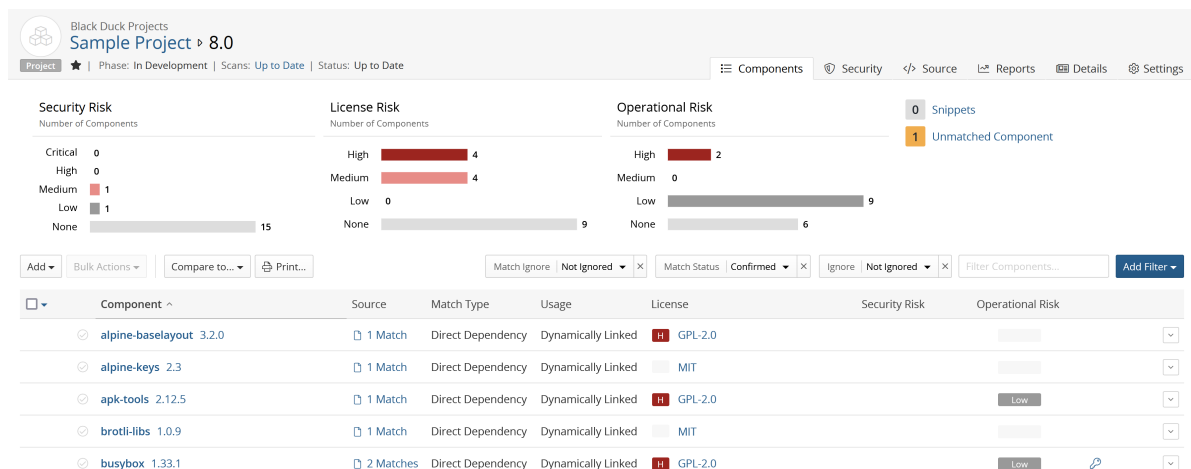 Black Duck Projects
Sample Project 8.0
Project | Phase: In Development | Scans: Up to Date | Status: Up to Date
Components Security Source Reports Details Settings
Security Risk
Number of Components
Critical 0
High 0
Medium 1
Low 1
None 15
License Risk
Number of Components
High 4
Medium 4
Low 0
None 9
Operational Risk
Number of Components
High 2
Medium 0
Low 9
None 6
0 Snippets
1 Unmatched Component
Add Bulk Actions Compare to... Print... Match Ignore Not Ignored × Match Status Confirmed × Ignore Not Ignored × Filter Components... Add Filter
Component Source Match Type Usage License Security Risk Operational Risk
alpine-baselayout 3.2.0 1 Match Direct Dependency Dynamically Linked H GPL-2.0
alpine-keys 2.3 1 Match Direct Dependency Dynamically Linked MIT
apk-tools 2.12.5 1 Match Direct Dependency Dynamically Linked H GPL-2.0 Low
brotli-libs 1.0.9 1 Match Direct Dependency Dynamically Linked MIT
busybox 1.33.1 2 Matches Direct Dependency Dynamically Linked H GPL-2.0 Low